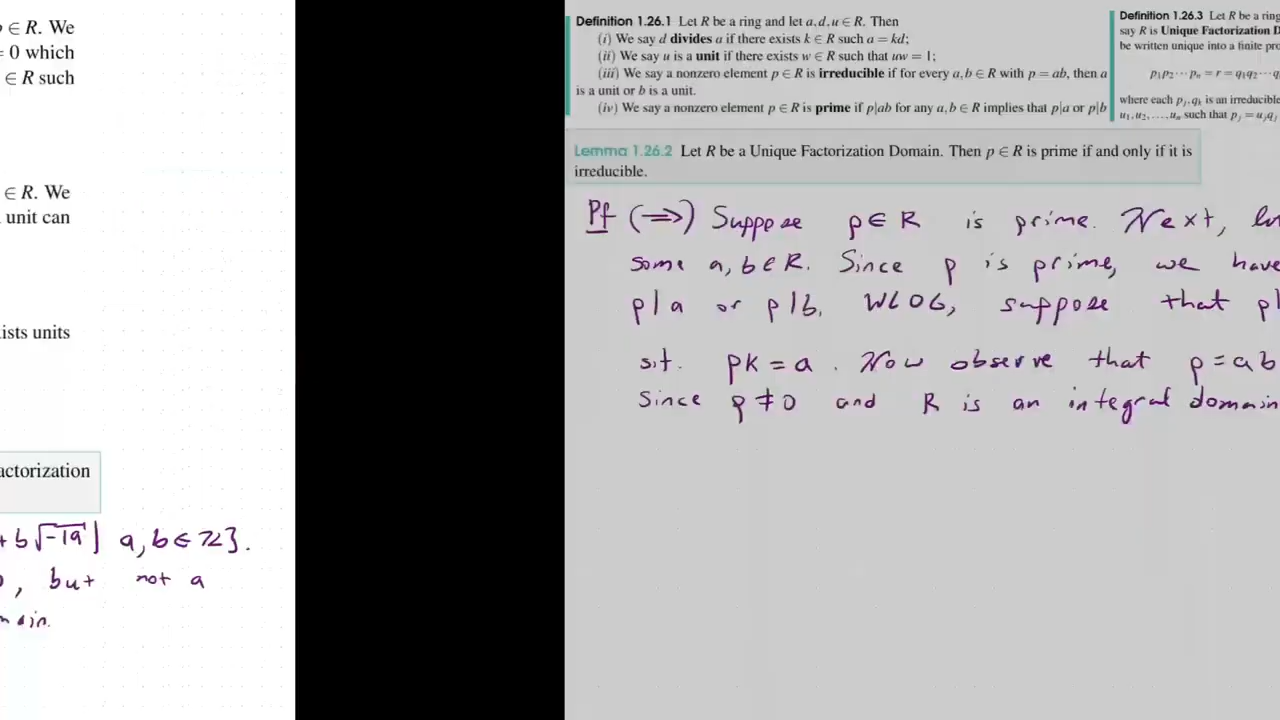 ∈ R. We
= 0 which
∈ R such
∈ R. We
unit can
ists units
actorization
+ b√-19 | a, b ∈ ℤ}.
, but not a
main.
Definition 1.26.1 Let R be a ring and let a, d, u ∈ R. Then
(i) We say d divides a if there exists k ∈ R such a = kd;
(ii) We say u is a unit if there exists w ∈ R such that uw = 1;
(iii) We say a nonzero element p ∈ R is irreducible if for every a, b ∈ R with p = ab, then a
is a unit or b is a unit.
(iv) We say a nonzero element p ∈ R is prime if p|ab for any a, b ∈ R implies that p|a or p|b
Definition 1.26.3 Let R be a ring
say R is Unique Factorization D
be written unique into a finite pro
p₁p₂ ··· pₙ = r = q₁q₂ ··· q
where each pⱼ, qₖ is an irreducible
u₁, u₂, ..., uₙ such that pⱼ = uⱼqⱼ
Lemma 1.26.2 Let R be a Unique Factorization Domain. Then p ∈ R is prime if and only if it is
irreducible.
Pf (⟹) Suppose p ∈ R is prime. Next,
some a, b ∈ R. Since p is prime, we have
p|a or p|b. WLOG, suppose that p|
s.t. pk = a. Now observe that p = ab
Since p ≠ 0 and R is an integral domain